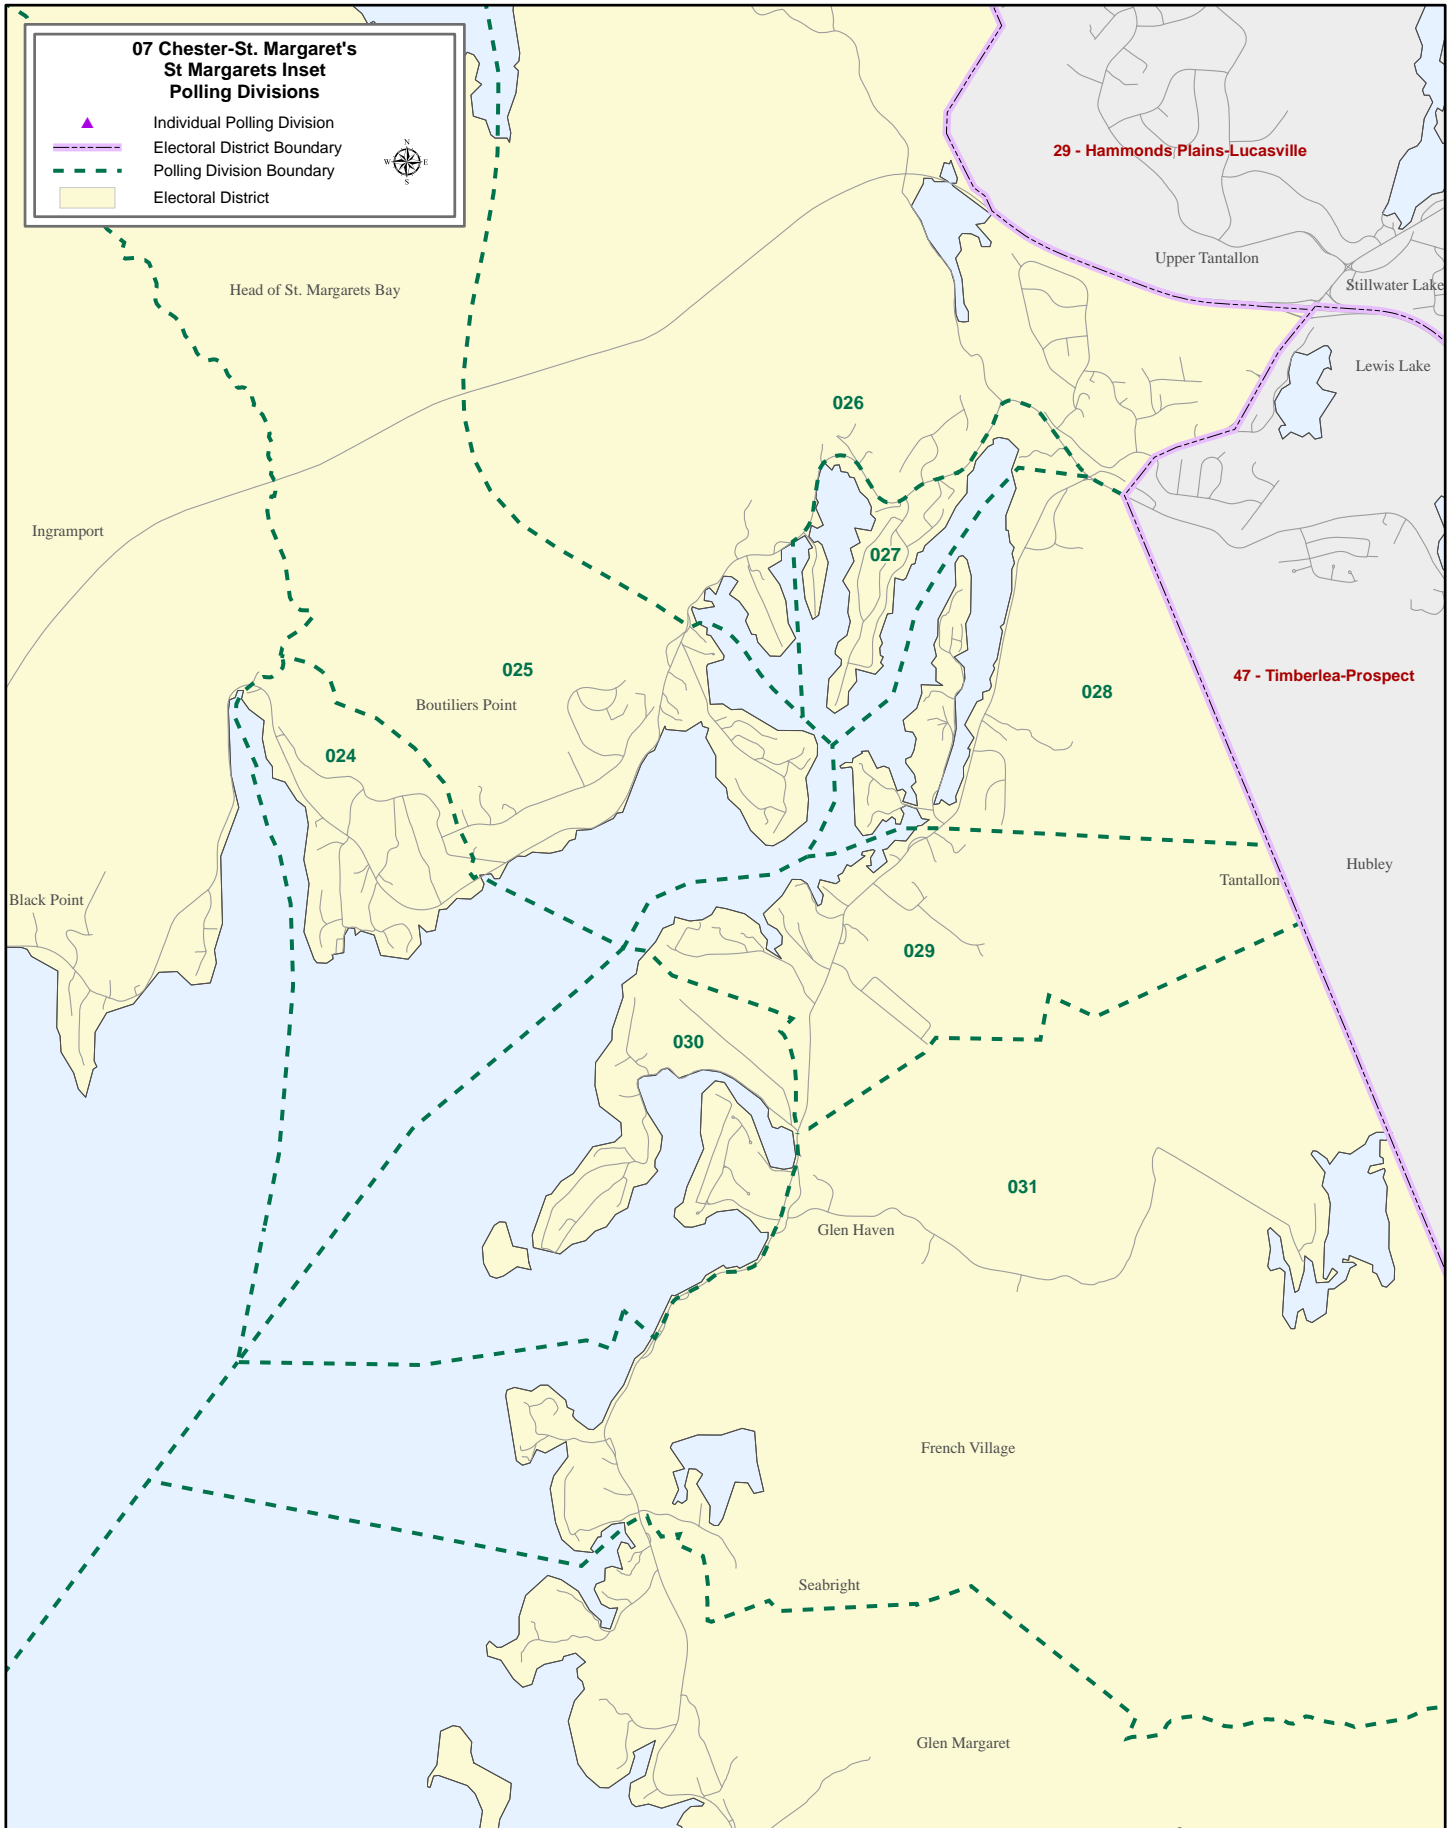 07 Chester-St. Margaret's
St Margarets Inset
Polling Divisions
Individual Polling Division
Electoral District Boundary
Polling Division Boundary
Electoral District
N
W E
S
29 - Hammonds Plains-Lucasville
Upper Tantallon
Stillwater Lake
Head of St. Margarets Bay
Lewis Lake
026
Ingramport
027
025
47 - Timberlea-Prospect
028
Boutiliers Point
024
Hubley
Tantallon
Black Point
029
030
031
Glen Haven
French Village
Seabright
Glen Margaret